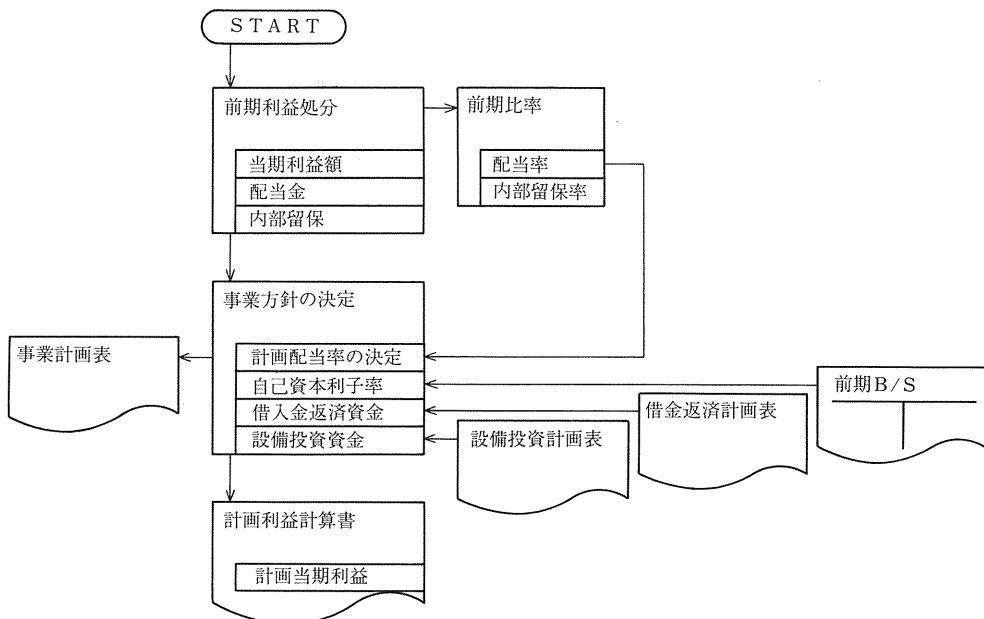 START
前期利益処分
当期利益額
配当金
内部留保
前期比率
配当率
内部留保率
事業方針の決定
計画配当率の決定
自己資本利子率
借入金返済資金
設備投資資金
事業計画表
前期B/S
借金返済計画表
設備投資計画表
計画利益計算書
計画当期利益